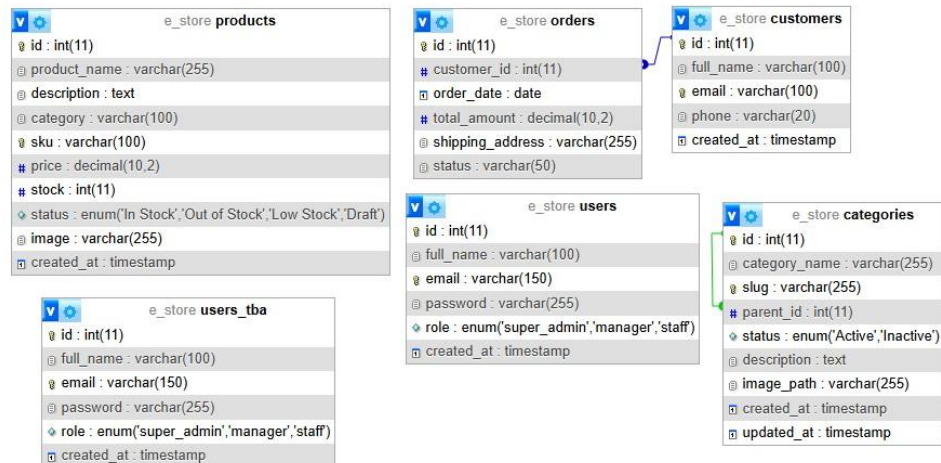 e_store products
id : int(11)
product_name : varchar(255)
description : text
category : varchar(100)
sku : varchar(100)
price : decimal(10,2)
stock : int(11)
status : enum('In Stock','Out of Stock','Low Stock','Draft')
image : varchar(255)
created_at : timestamp
e_store orders
id : int(11)
customer_id : int(11)
order_date : date
total_amount : decimal(10,2)
shipping_address : varchar(255)
status : varchar(50)
e_store customers
id : int(11)
full_name : varchar(100)
email : varchar(100)
phone : varchar(20)
created_at : timestamp
e_store users
id : int(11)
full_name : varchar(100)
email : varchar(150)
password : varchar(255)
role : enum('super_admin','manager','staff')
created_at : timestamp
e_store categories
id : int(11)
category_name : varchar(255)
slug : varchar(255)
parent_id : int(11)
status : enum('Active','Inactive')
description : text
image_path : varchar(255)
created_at : timestamp
updated_at : timestamp
e_store users_tba
id : int(11)
full_name : varchar(100)
email : varchar(150)
password : varchar(255)
role : enum('super_admin','manager','staff')
created_at : timestamp